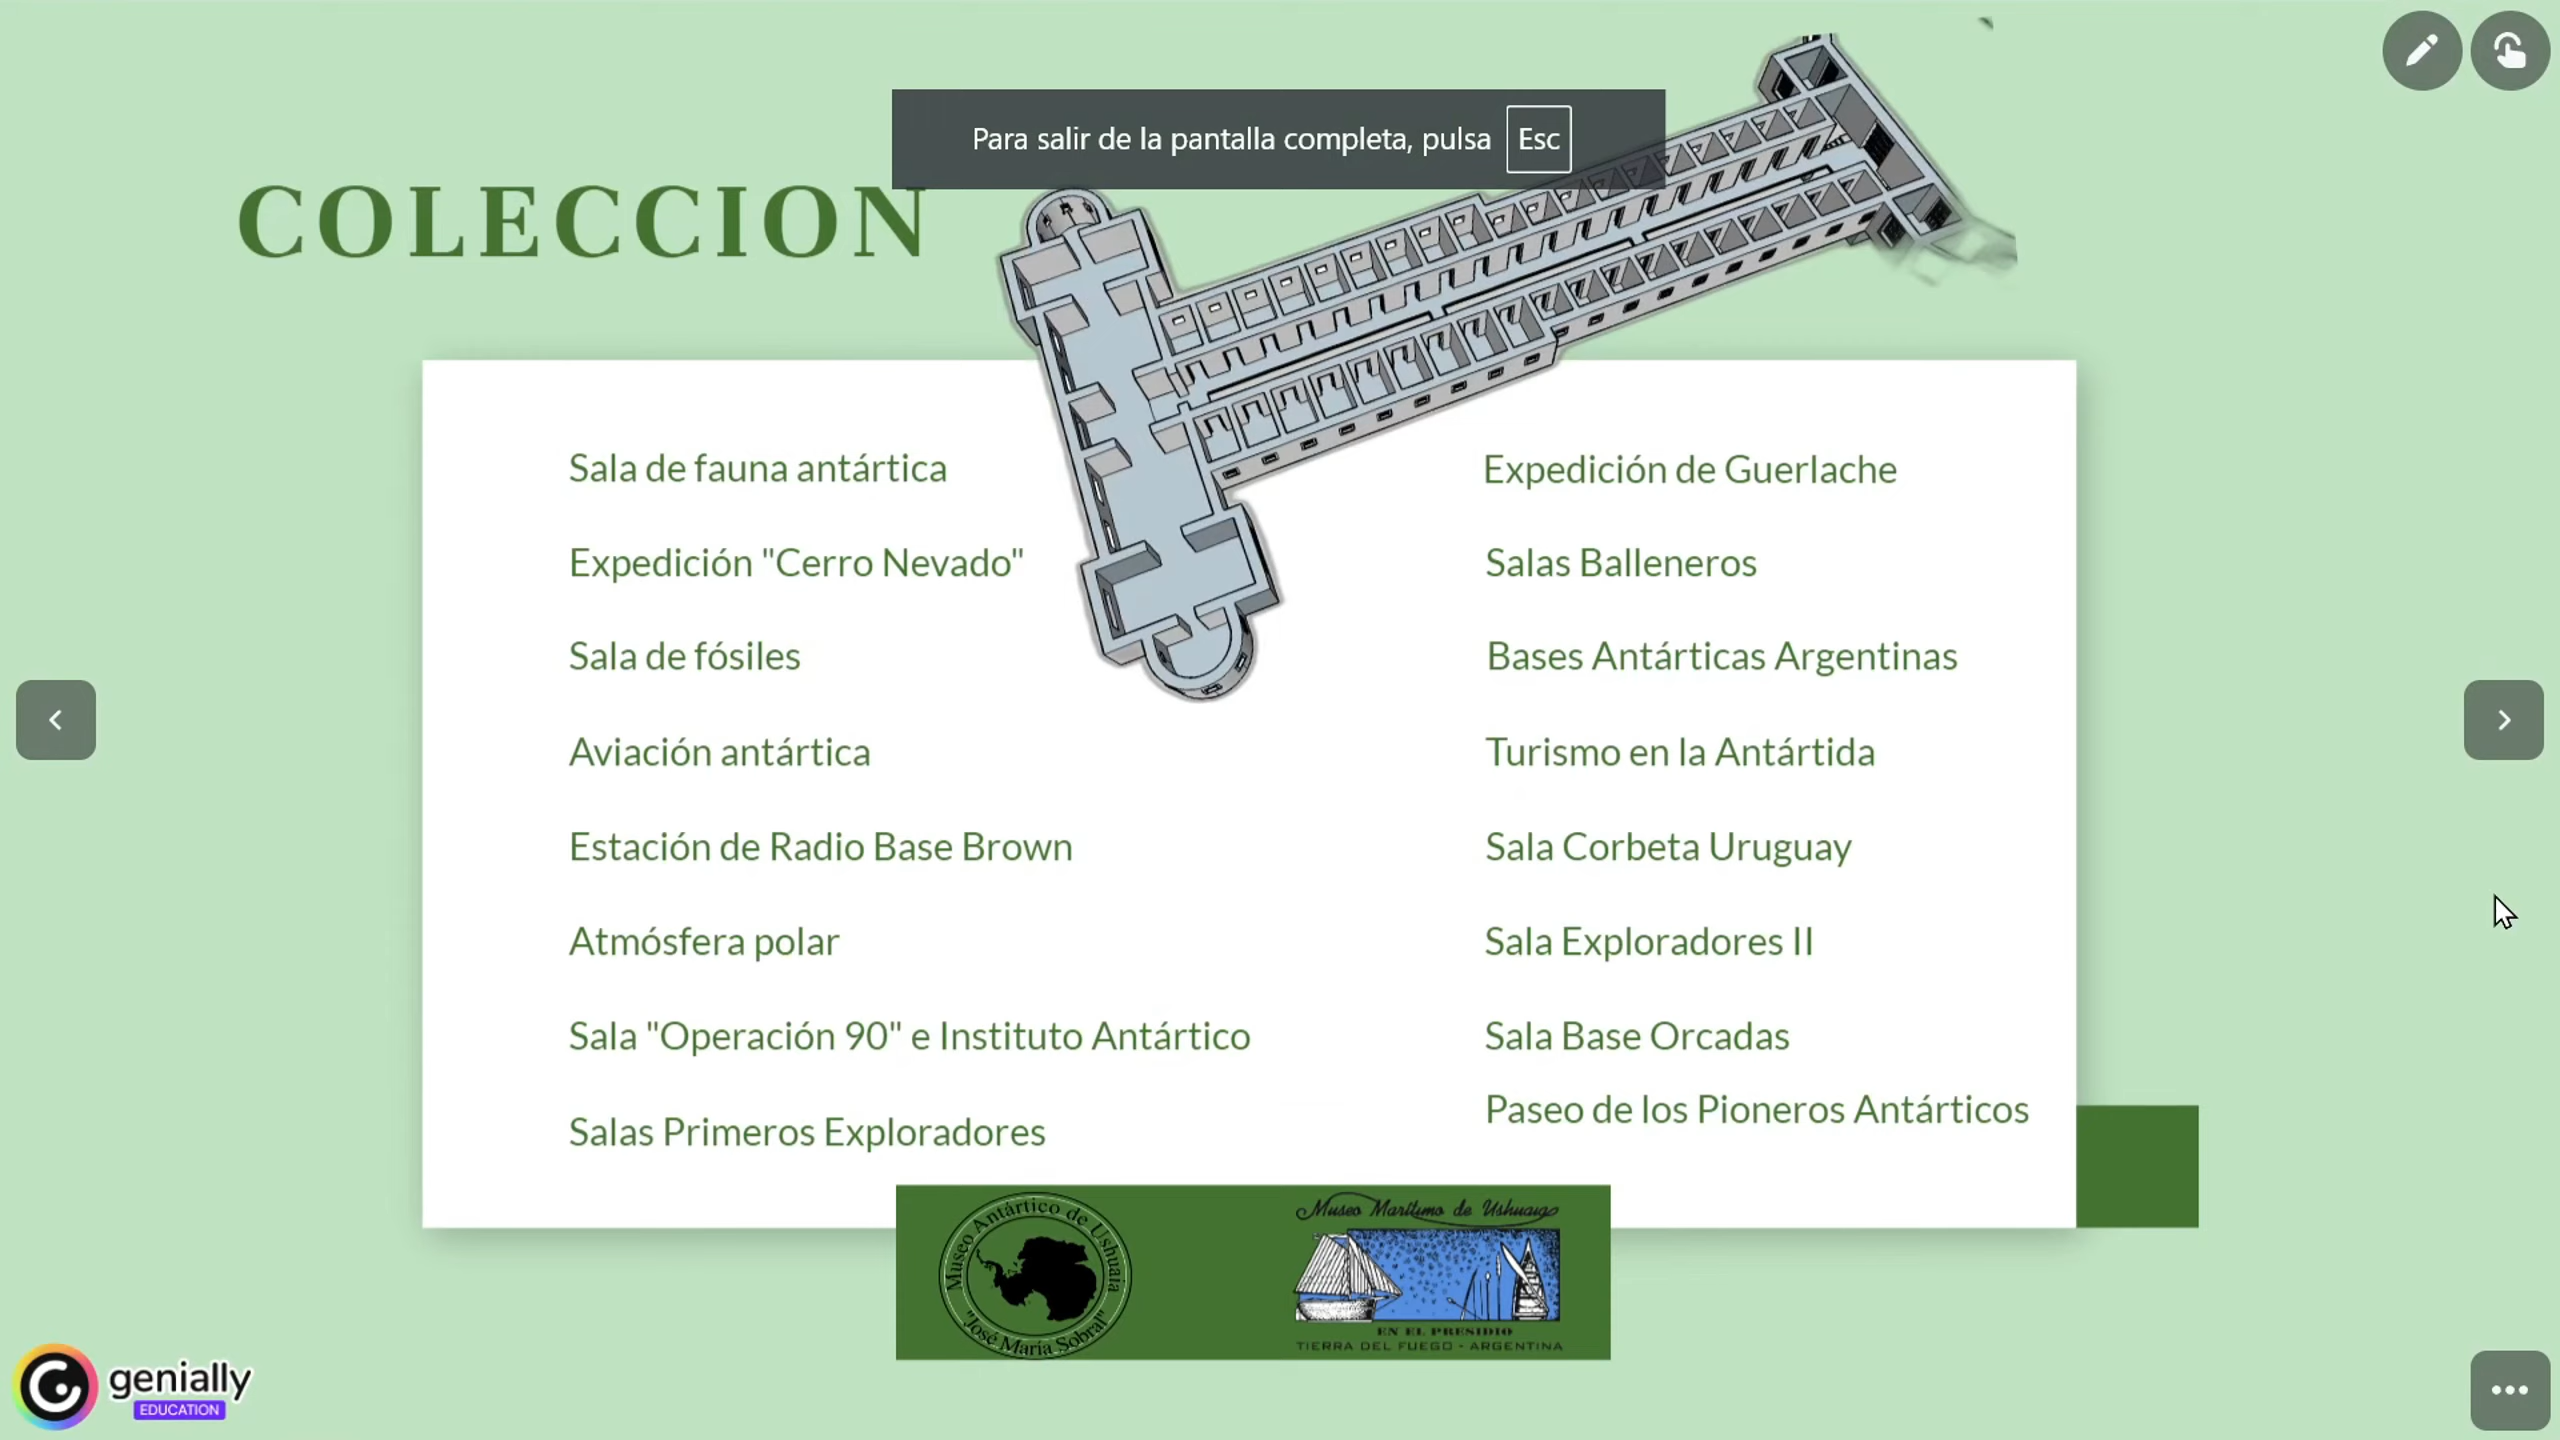 Para salir de la pantalla completa, pulsa Esc
COLECCION
Sala de fauna antártica
Expedición "Cerro Nevado"
Sala de fósiles
Aviación antártica
Estación de Radio Base Brown
Atmósfera polar
Sala "Operación 90" e Instituto Antártico
Salas Primeros Exploradores
Expedición de Guerlache
Salas Balleneros
Bases Antárticas Argentinas
Turismo en la Antártida
Sala Corbeta Uruguay
Sala Exploradores II
Sala Base Orcadas
Paseo de los Pioneros Antárticos
Museo Antártico de Ushuaia
"José María Sobral"
Museo Marítimo de Ushuaia
EN EL PRESIDIO
TIERRA DEL FUEGO - ARGENTINA
genially
EDUCATION